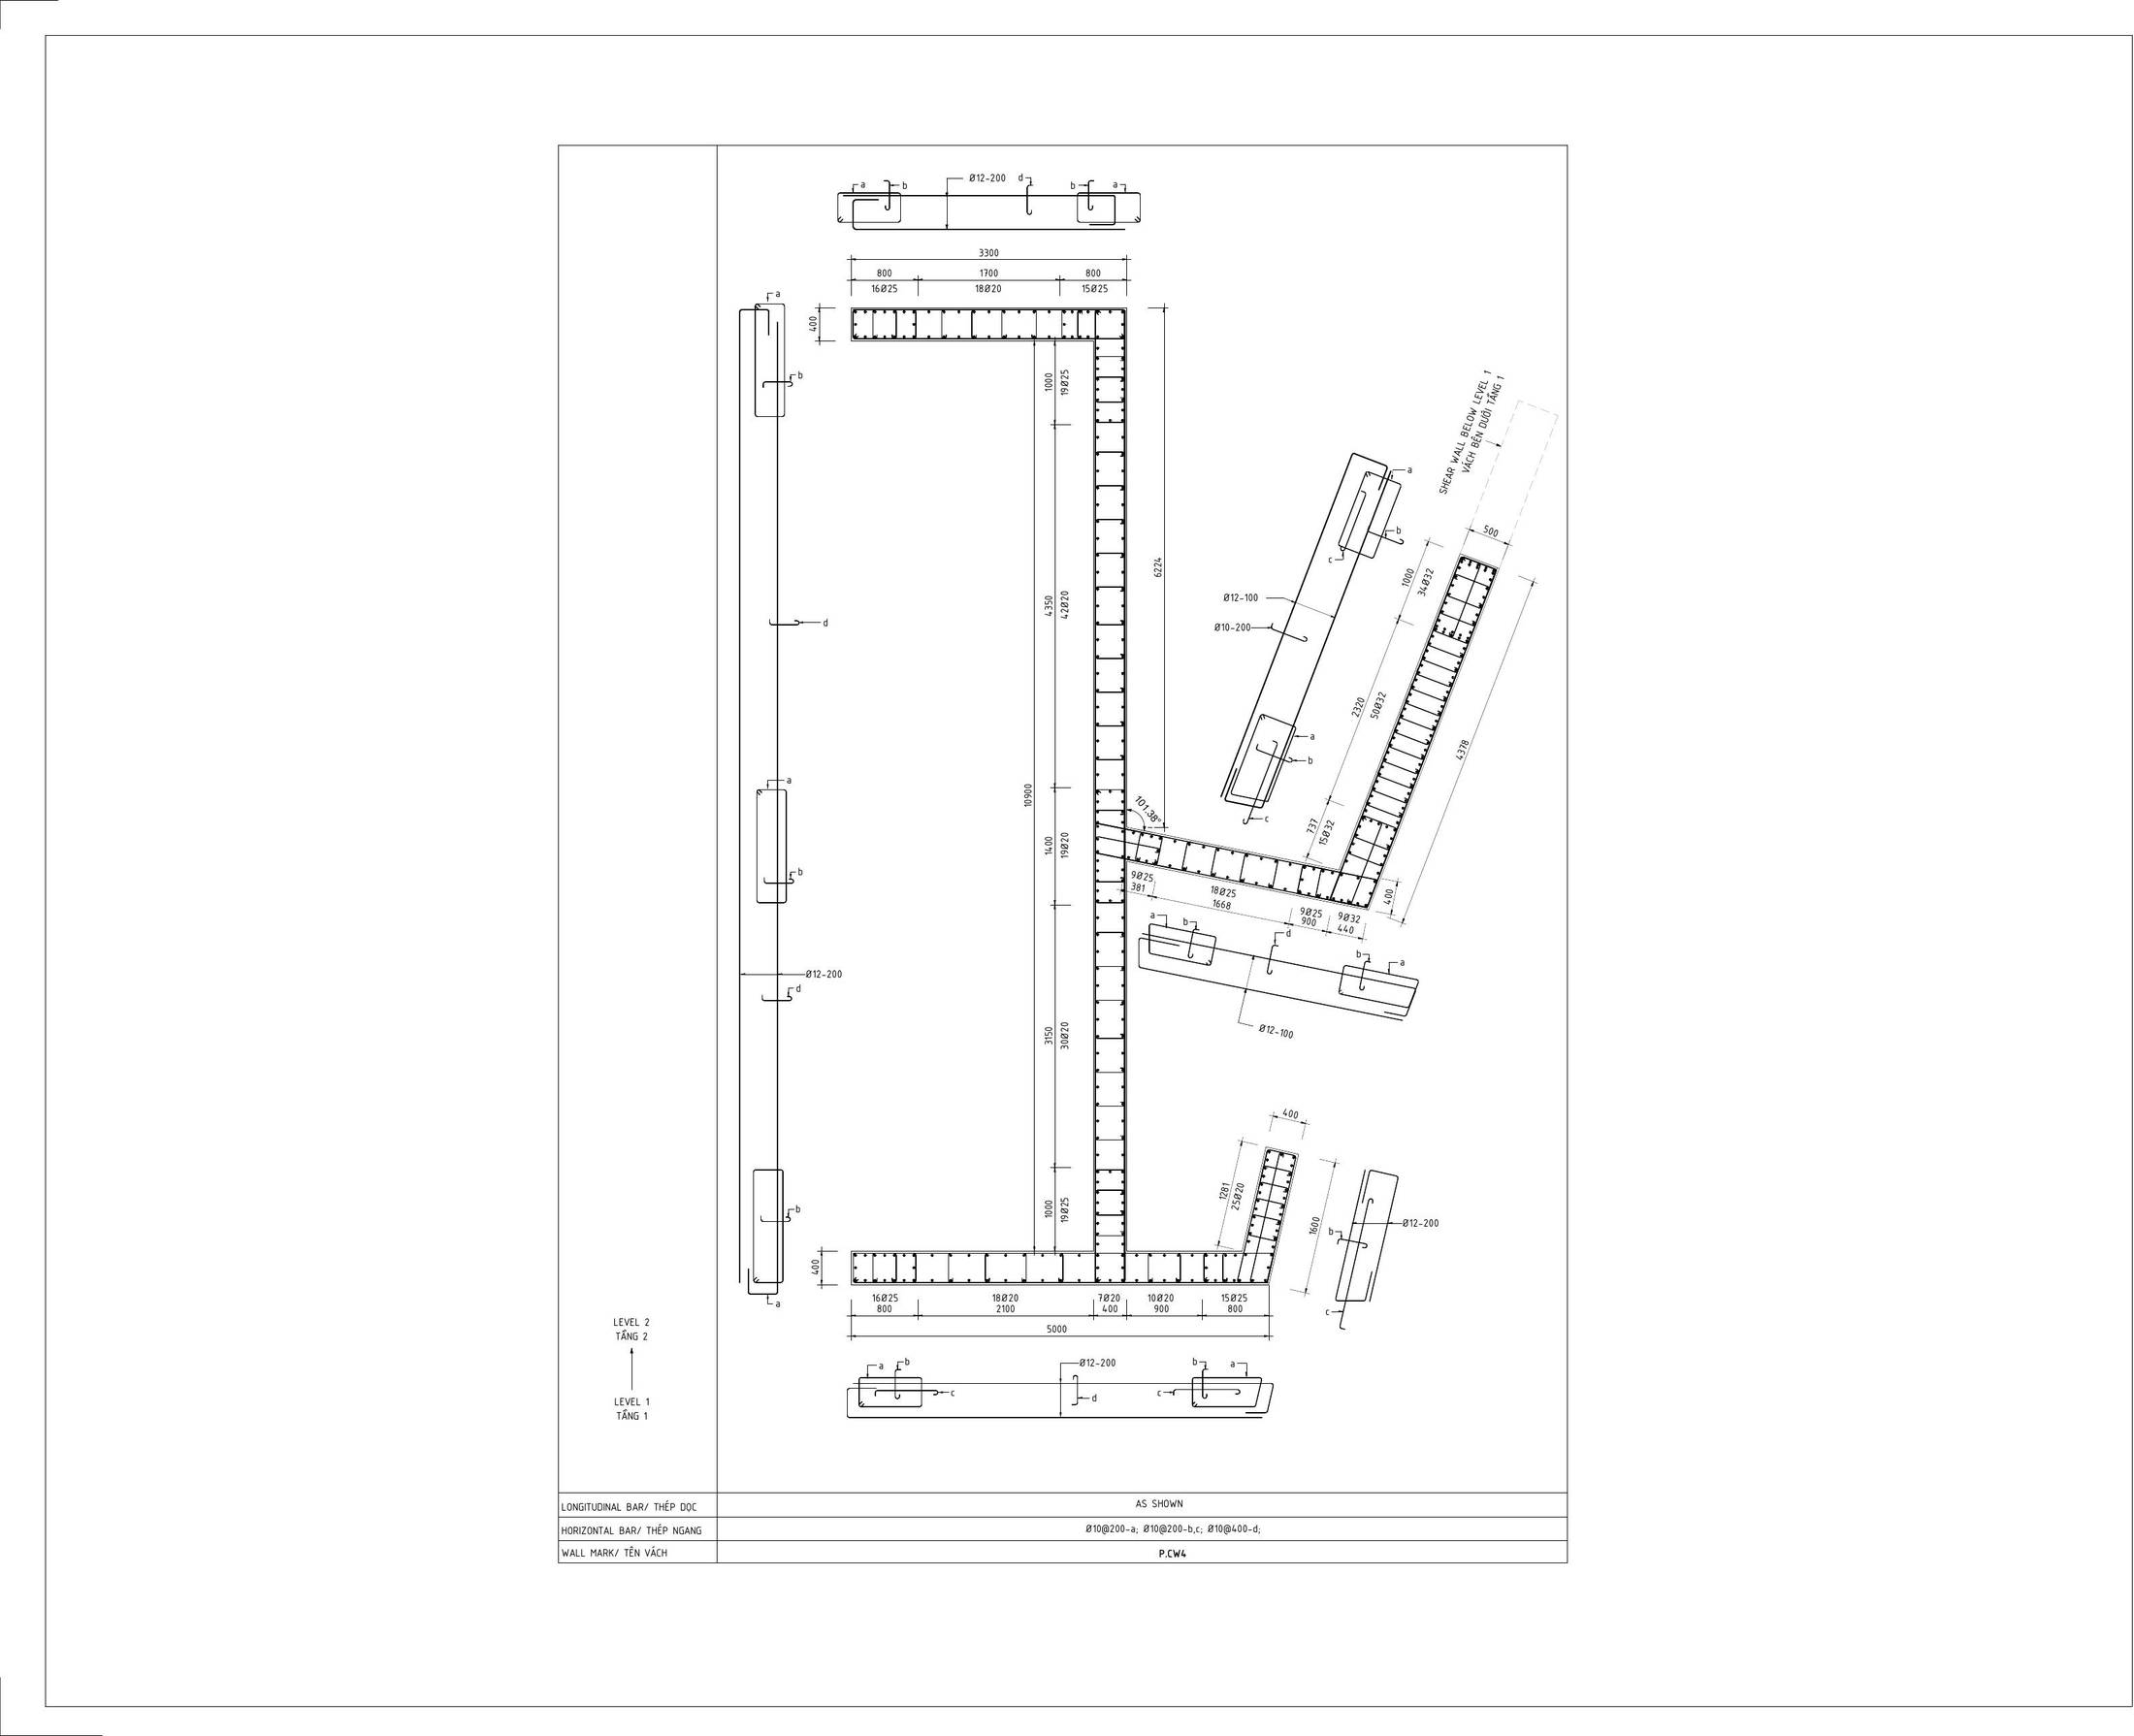 a
b
Ø12-200
d
b
a
3300
800
1700
800
16Ø25
18Ø20
15Ø25
a
400
b
1000
19Ø25
SHEAR WALL BELOW LEVEL 1
VÁCH BÊN DƯỚI TẦNG 1
a
500
b
c
1000
34Ø32
6224
Ø12-100
4350
42Ø20
d
Ø10-200
2320
50Ø32
a
b
4378
a
10900
101.38°
c
737
15Ø32
1400
19Ø20
b
9Ø25
381
18Ø25
1668
9Ø25
900
9Ø32
440
400
a
b
d
b
a
Ø12-200
d
Ø12-100
3150
30Ø20
400
1281
25Ø20
1000
19Ø25
b
1600
Ø12-200
b
400
a
c
16Ø25
18Ø20
7Ø20
10Ø20
15Ø25
800
2100
400
900
800
5000
LEVEL 2
TẦNG 2
a
b
Ø12-200
b
a
c
d
c
LEVEL 1
TẦNG 1
LONGITUDINAL BAR/ THÉP DỌC
AS SHOWN
HORIZONTAL BAR/ THÉP NGANG
Ø10@200-a; Ø10@200-b,c; Ø10@400-d;
WALL MARK/ TÊN VÁCH
P.CW4